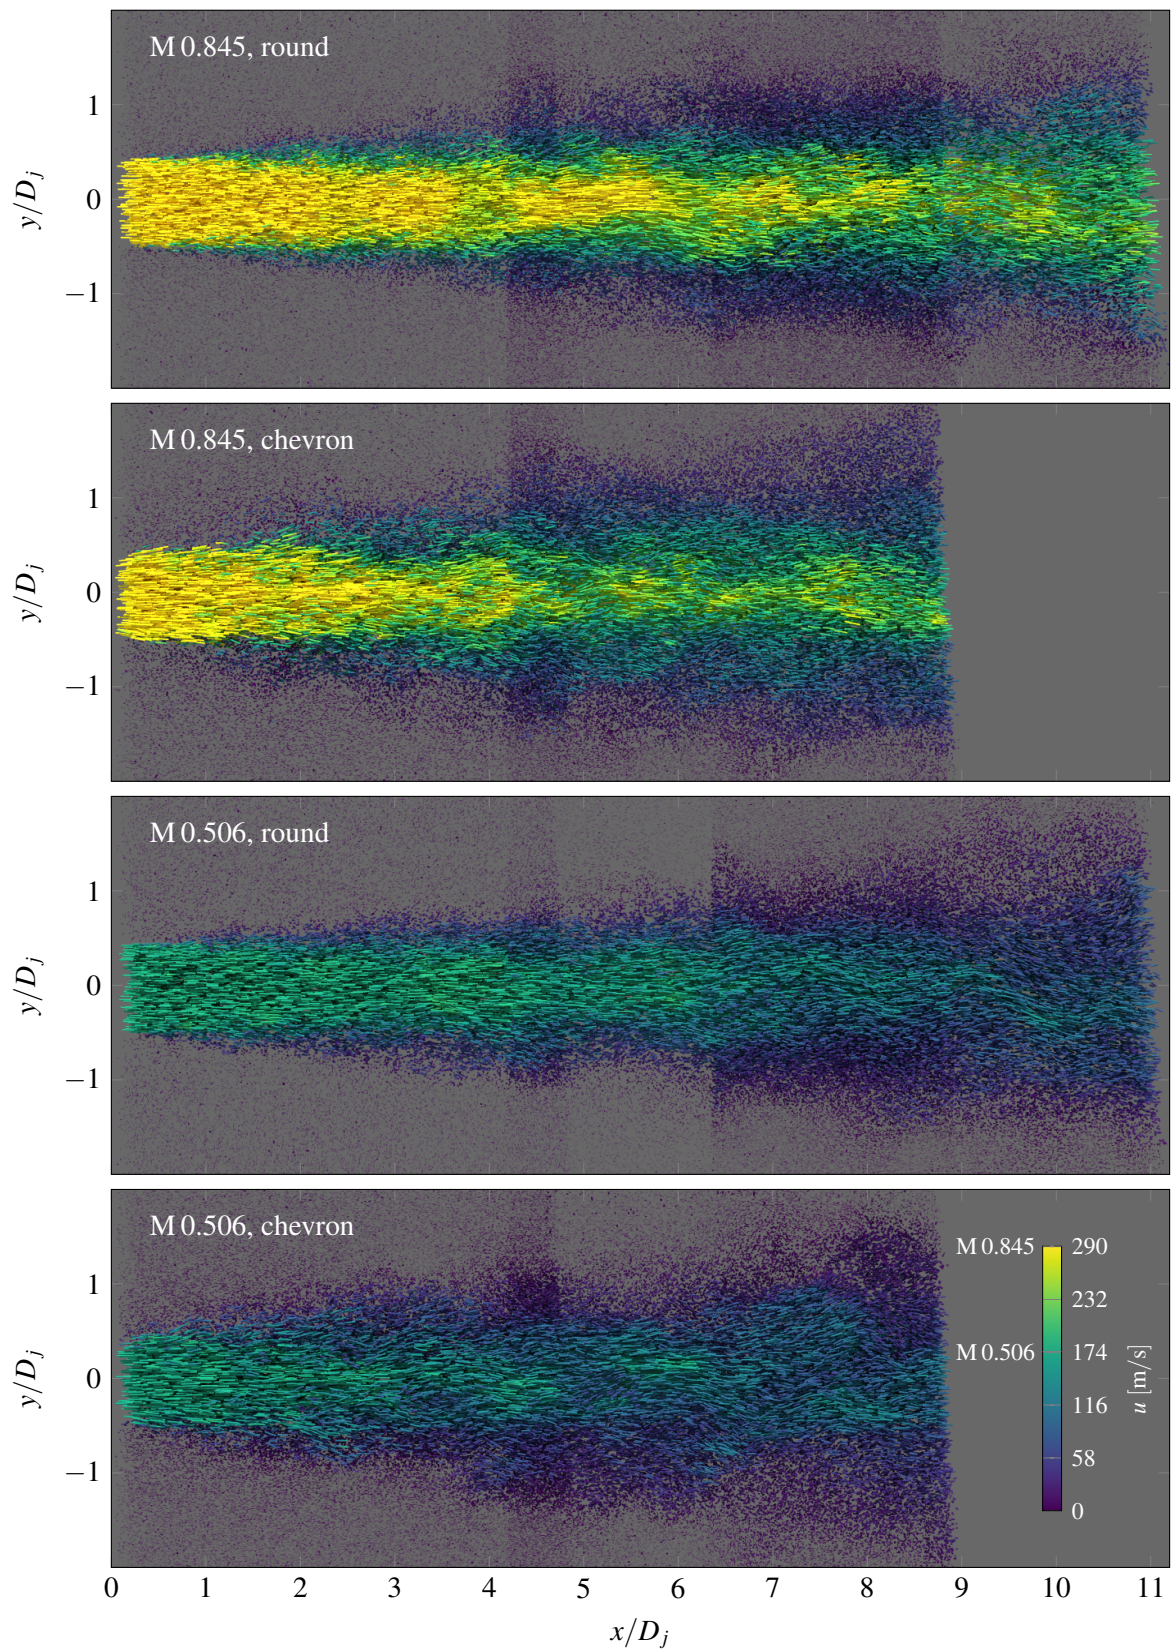 M 0.845, round
1
0
−1
y/D_j
M 0.845, chevron
1
0
−1
y/D_j
M 0.506, round
1
0
−1
y/D_j
M 0.506, chevron
1
0
−1
y/D_j
M 0.845
M 0.506
290
232
174
116
58
0
u [m/s]
0 1 2 3 4 5 6 7 8 9 10 11
x/D_j